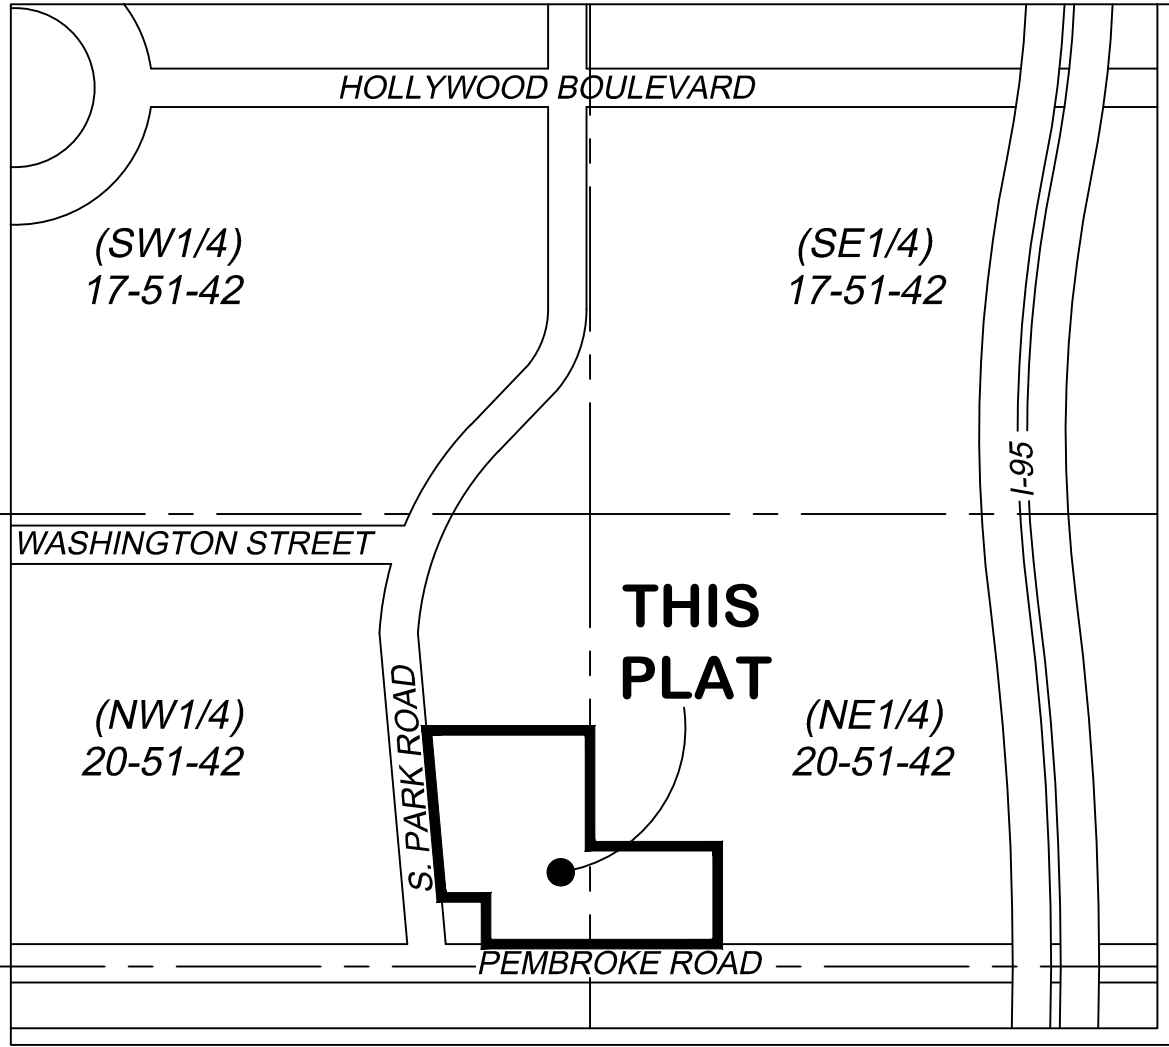 HOLLYWOOD BOULEVARD
(SW1/4)
17-51-42
(SE1/4)
17-51-42
I-95
WASHINGTON STREET
THIS
PLAT
(NW1/4)
20-51-42
S. PARK ROAD
(NE1/4)
20-51-42
PEMBROKE ROAD